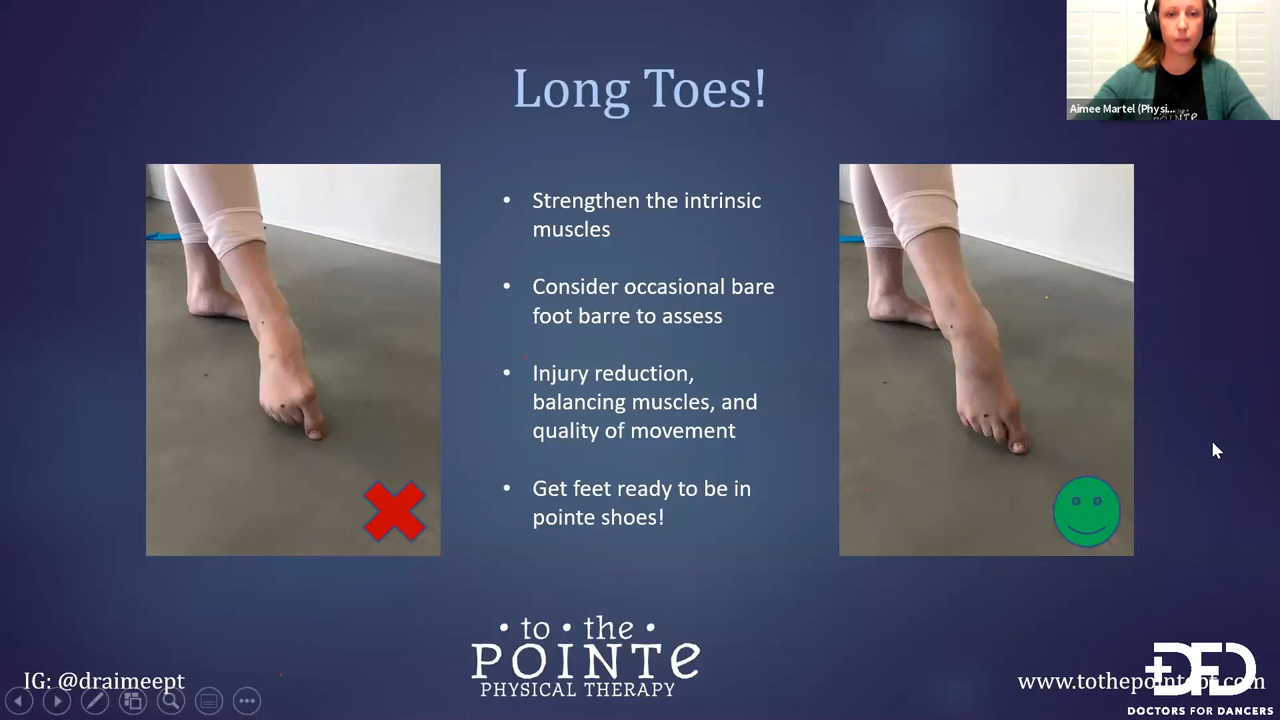 Long Toes!
Aimee Martel (Physi...
POINTE
• Strengthen the intrinsic
muscles
• Consider occasional bare
foot barre to assess
• Injury reduction,
balancing muscles, and
quality of movement
• Get feet ready to be in
pointe shoes!
• to • the •
POINTe
PHYSICAL THERAPY
IG: @draimeept
www.tothepointept.com
DFD
DOCTORS FOR DANCERS